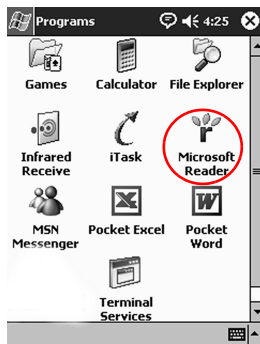 Programs 4:25
Games Calculator File Explorer
Infrared Receive iTask Microsoft Reader
MSN Messenger Pocket Excel Pocket Word
Terminal Services